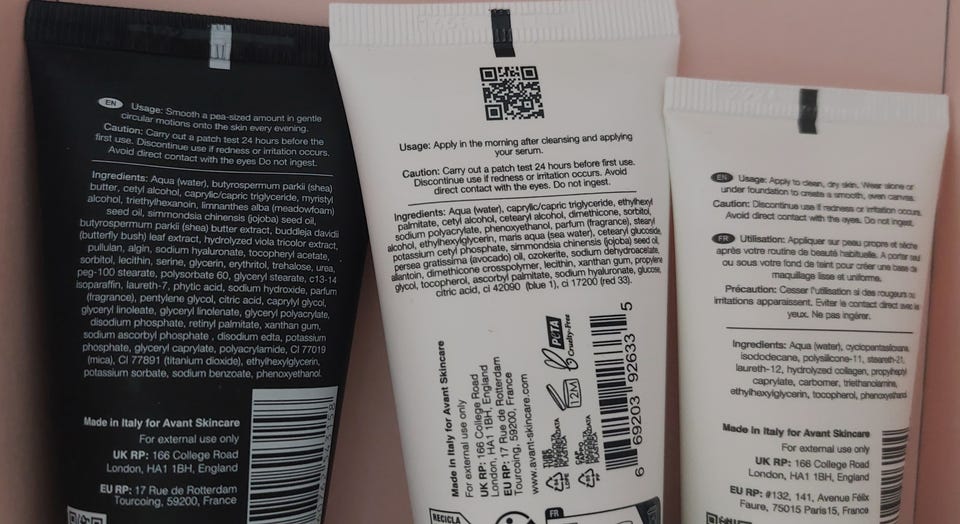 EN Usage: Smooth a pea-sized amount in gentle
circular motions onto the skin every evening.
Caution: Carry out a patch test 24 hours before the
first use. Discontinue use if redness or irritation occurs.
Avoid direct contact with the eyes Do not ingest.
Ingredients: Aqua (water), butyrospermum parkii (shea)
butter, cetyl alcohol, caprylic/capric triglyceride, myristyl
alcohol, triethylhexanoin, limnanthes alba (meadowfoam)
seed oil, simmondsia chinensis (jojoba) seed oil,
butyrospermum parkii (shea) butter extract, buddleja davidii
(butterfly bush) leaf extract, hydrolyzed viola tricolor extract,
pullulan, algin, sodium hyaluronate, tocopheryl acetate,
sorbitol, lecithin, serine, glycerin, erythritol, trehalose, urea,
peg-100 stearate, polysorbate 60, glyceryl stearate, c13-14
isoparaffin, laureth-7, phytic acid, sodium hydroxide, parfum
(fragrance), pentylene glycol, citric acid, caprylyl glycol,
glyceryl linoleate, glyceryl linolenate, glyceryl polyacrylate,
disodium phosphate, retinyl palmitate, xanthan gum,
sodium ascorbyl phosphate , disodium edta, potassium
phosphate, glyceryl caprylate, polyacrylamide, CI 77019
(mica), CI 77891 (titanium dioxide), ethylhexylglycerin,
potassium sorbate, sodium benzoate, phenoxyethanol.
Made in Italy for Avant Skincare
For external use only
UK RP: 166 College Road
London, HA1 1BH, England
EU RP: 17 Rue de Rotterdam
Tourcoing, 59200, France
Usage: Apply in the morning after cleansing and applying
your serum.
Caution: Carry out a patch test 24 hours before first use.
Discontinue use if redness or irritation occurs. Avoid
direct contact with the eyes. Do not ingest.
Ingredients: Aqua (water), caprylic/capric triglyceride, ethylhexyl
palmitate, cetyl alcohol, cetearyl alcohol, dimethicone, sorbitol,
sodium polyacrylate, phenoxyethanol, parfum (fragrance), stearyl
alcohol, ethylhexylglycerin, maris aqua (sea water), cetearyl glucoside,
potassium cetyl phosphate, simmondsia chinensis (jojoba) seed oil,
persea gratissima (avocado) oil, ozokerite, sodium dehydroacetate,
allantoin, dimethicone crosspolymer, lecithin, xanthan gum, propylene
glycol, tocopherol, ascorbyl palmitate, sodium hyaluronate, glucose,
citric acid, ci 42090 (blue 1), ci 17200 (red 33).
Made in Italy for Avant Skincare
For external use only
UK RP: 166 College Road
London, HA1 1BH, England
EU RP: 17 Rue de Rotterdam
Tourcoing, 59200, France
www.avant-skincare.com
PETA
Cruelty-Free
12M
TUBE
CAP
6 69203 92633 5
RECICLA
FR
EN Usage: Apply to clean, dry skin. Wear alone or
under foundation to create a smooth, even canvas.
Caution: Discontinue use if redness or irritation occurs.
Avoid direct contact with the eyes. Do not ingest.
FR Utilisation: Appliquer sur peau propre et sèche
après votre routine de beauté habituelle. A porter seul
ou sous votre fond de teint pour créer une base de
maquillage lisse et uniforme.
Précaution: Cesser l'utilisation si des rougeurs ou
irritations apparaissent. Eviter le contact direct avec les
yeux. Ne pas ingérer.
Ingredients: Aqua (water), cyclopentasiloxane,
isododecane, polysilicone-11, steareth-21,
laureth-12, hydrolyzed collagen, propylheptyl
caprylate, carbomer, triethanolamine,
ethylhexylglycerin, tocopherol, phenoxyethanol
Made in Italy for Avant Skincare
For external use only
UK RP: 166 College Road
London, HA1 1BH, England
EU RP: #132, 141, Avenue Félix
Faure, 75015 Paris15, France